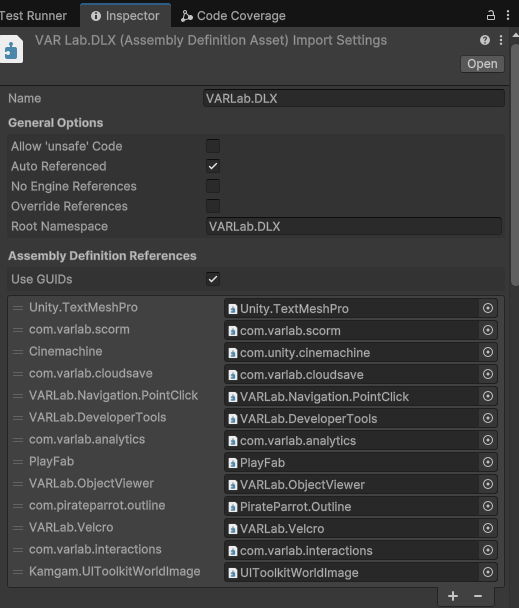 Test Runner Inspector Code Coverage
VAR Lab.DLX (Assembly Definition Asset) Import Settings
Open
Name VARLab.DLX
General Options
Allow 'unsafe' Code
Auto Referenced
No Engine References
Override References
Root Namespace VARLab.DLX
Assembly Definition References
Use GUIDs
Unity.TextMeshPro Unity.TextMeshPro
com.varlab.scorm com.varlab.scorm
Cinemachine com.unity.cinemachine
com.varlab.cloudsave com.varlab.cloudsave
VARLab.Navigation.PointClick VARLab.Navigation.PointClick
VARLab.DeveloperTools VARLab.DeveloperTools
com.varlab.analytics com.varlab.analytics
PlayFab PlayFab
VARLab.ObjectViewer VARLab.ObjectViewer
com.pirateparrot.outline PirateParrot.Outline
VARLab.Velcro VARLab.Velcro
com.varlab.interactions com.varlab.interactions
Kamgam.UIToolkitWorldImage UIToolkitWorldImage